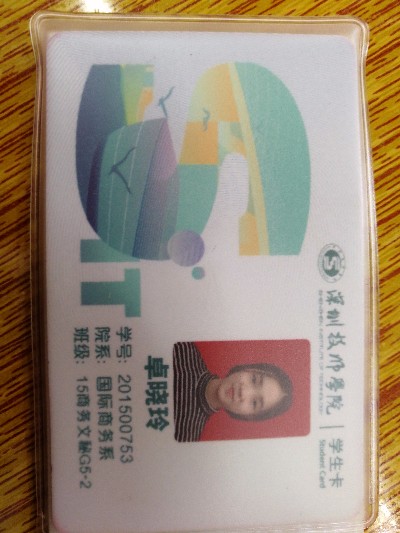 深圳技师学院
SHENZHEN INSTITUTE OF TECHNOLOGY
学生卡
Student Card
SIT
卓晓玲
学号: 201500753
院系: 国际商务系
班级: 15商务文秘G5-2